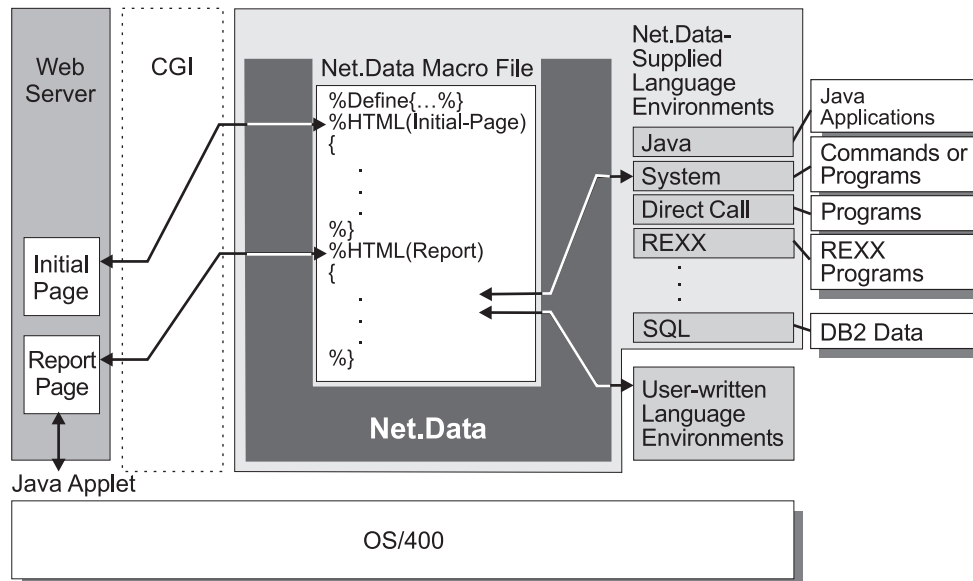 Web
Server
CGI
Net.Data Macro File
%Define{...%}
%HTML(Initial-Page)
{
.
.
.
%}
%HTML(Report)
{
.
.
.
%}
Net.Data
Initial
Page
Report
Page
Java Applet
Net.Data-
Supplied
Language
Environments
Java
System
Direct Call
REXX
.
.
.
SQL
User-written
Language
Environments
Java
Applications
Commands or
Programs
Programs
REXX
Programs
DB2 Data
OS/400